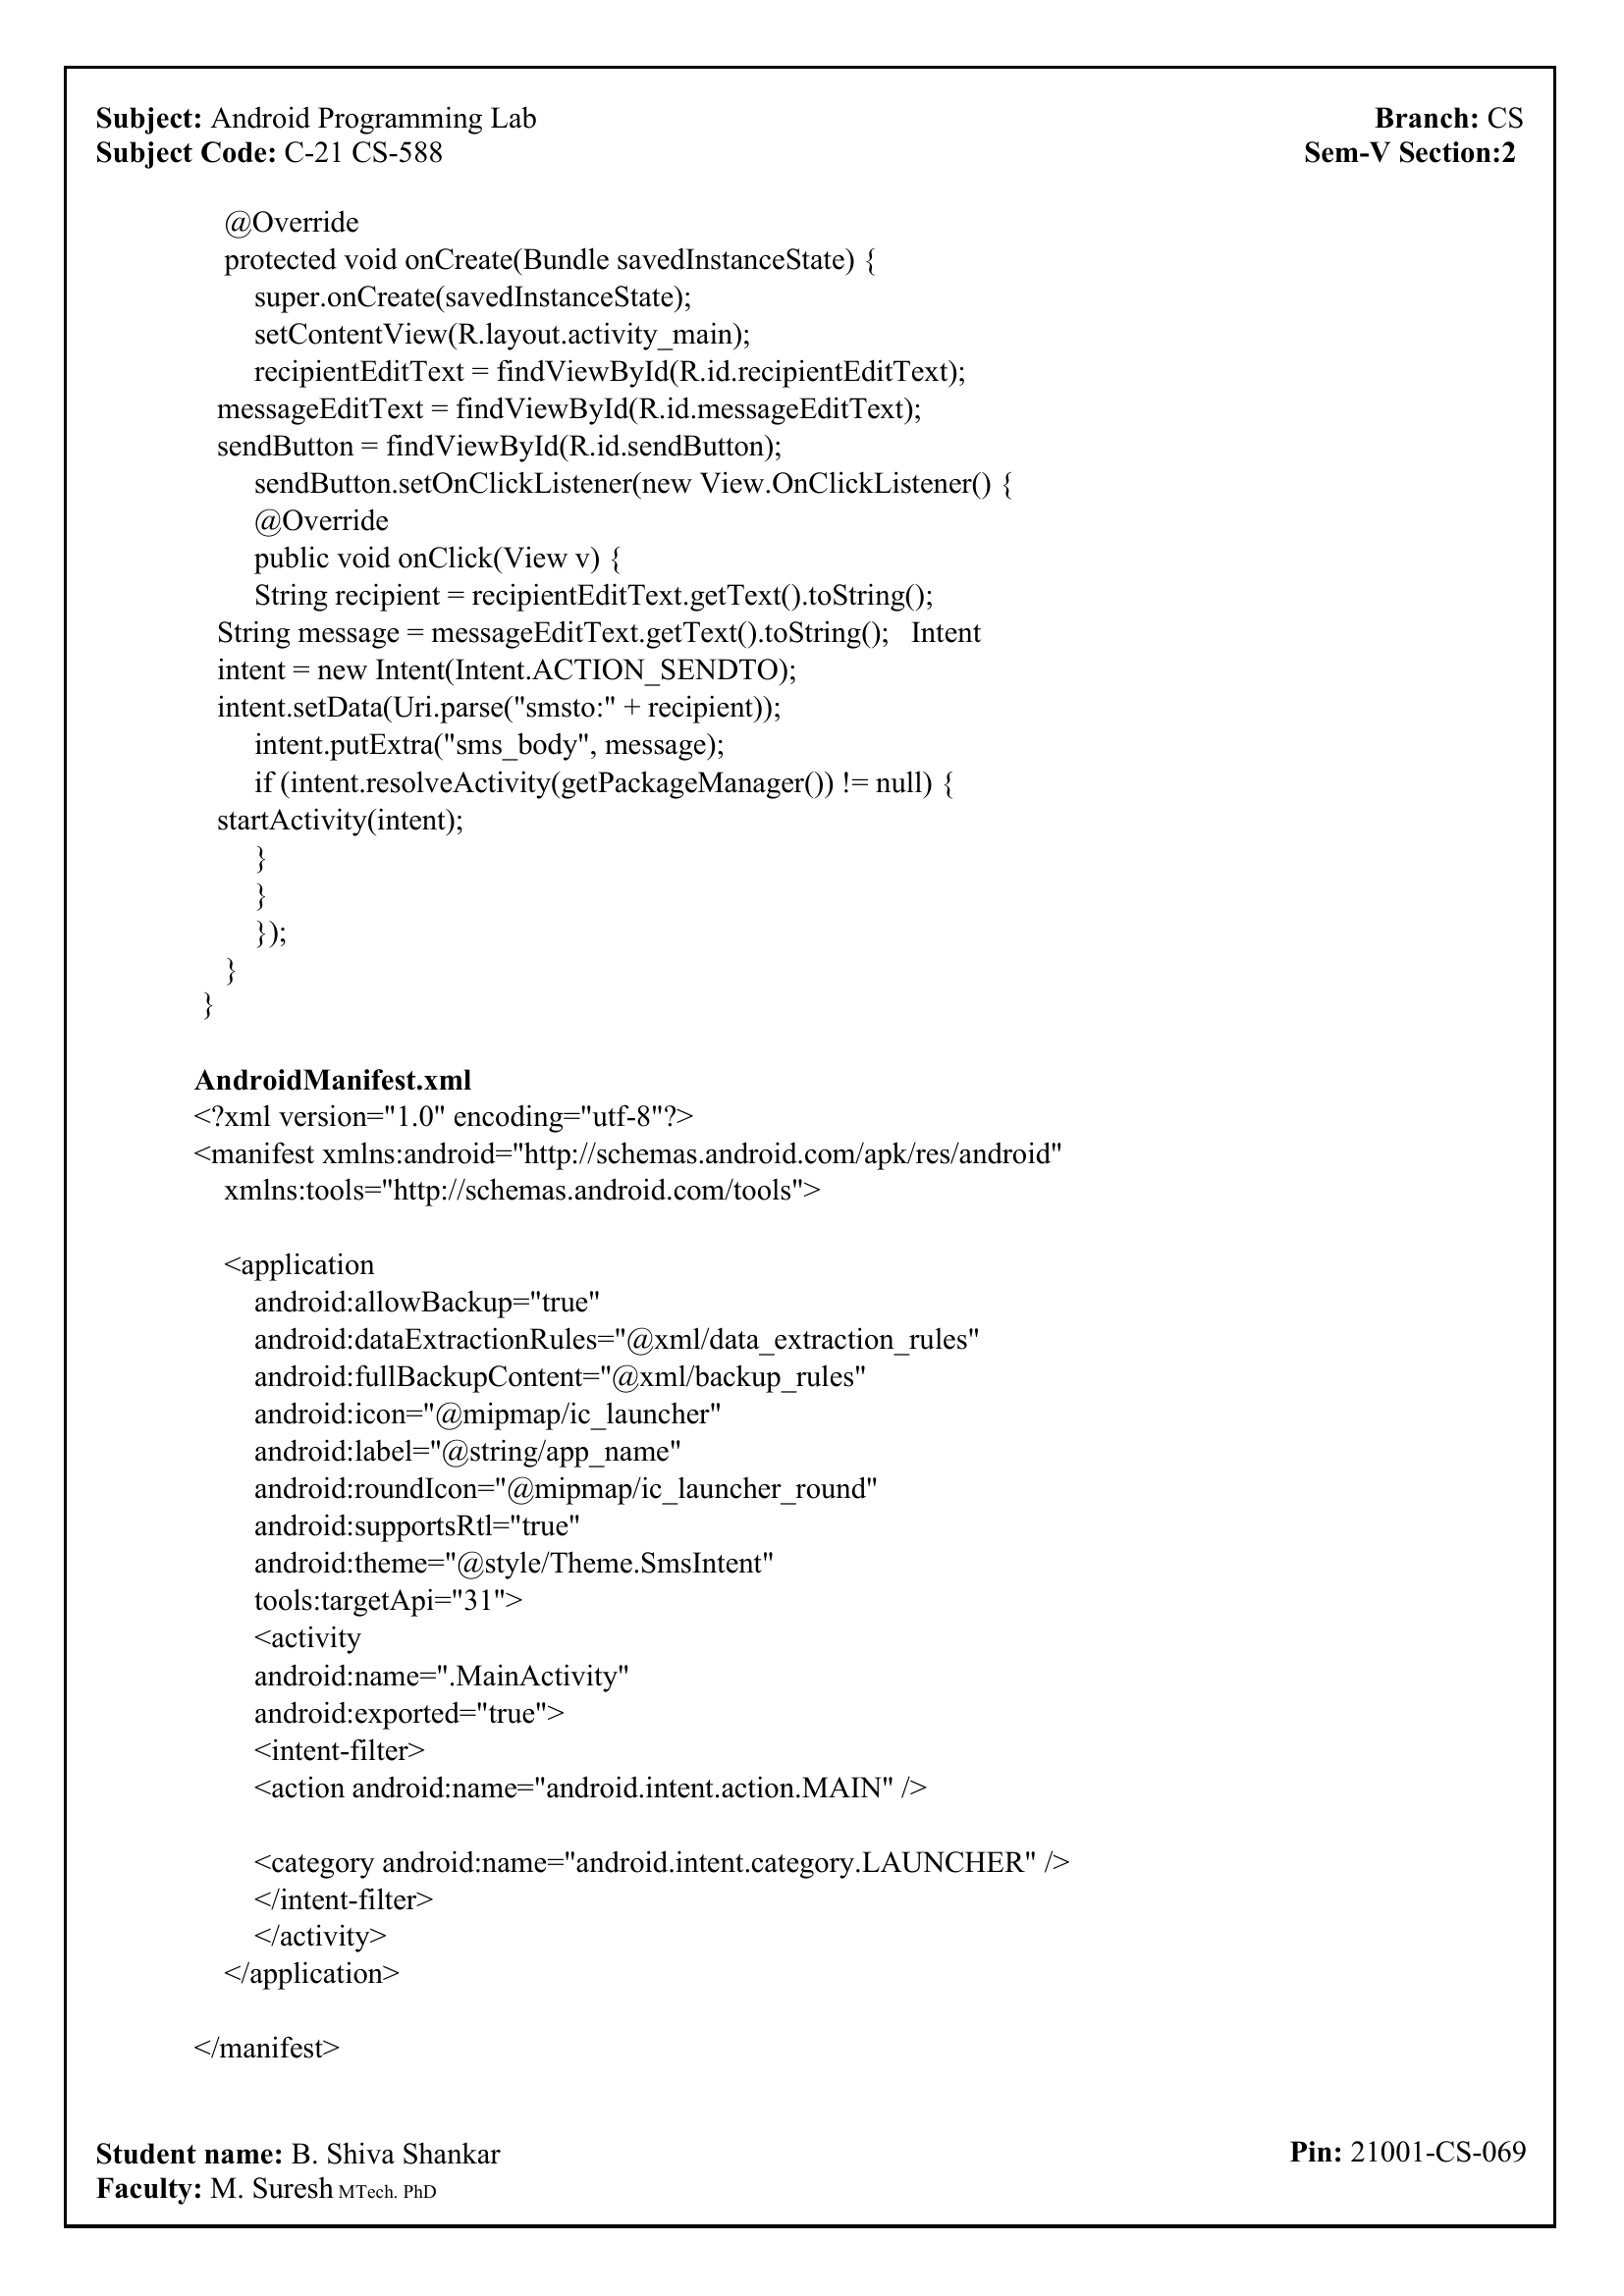 Subject: Android Programming Lab Branch: CS
Subject Code: C-21 CS-588 Sem-V Section:2
@Override
protected void onCreate(Bundle savedInstanceState) {
super.onCreate(savedInstanceState);
setContentView(R.layout.activity_main);
recipientEditText = findViewById(R.id.recipientEditText);
messageEditText = findViewById(R.id.messageEditText);
sendButton = findViewById(R.id.sendButton);
sendButton.setOnClickListener(new View.OnClickListener() {
@Override
public void onClick(View v) {
String recipient = recipientEditText.getText().toString();
String message = messageEditText.getText().toString(); Intent
intent = new Intent(Intent.ACTION_SENDTO);
intent.setData(Uri.parse("smsto:" + recipient));
intent.putExtra("sms_body", message);
if (intent.resolveActivity(getPackageManager()) != null) {
startActivity(intent);
}
}
});
}
}
AndroidManifest.xml
<?xml version="1.0" encoding="utf-8"?>
<manifest xmlns:android="http://schemas.android.com/apk/res/android"
xmlns:tools="http://schemas.android.com/tools">
<application
android:allowBackup="true"
android:dataExtractionRules="@xml/data_extraction_rules"
android:fullBackupContent="@xml/backup_rules"
android:icon="@mipmap/ic_launcher"
android:label="@string/app_name"
android:roundIcon="@mipmap/ic_launcher_round"
android:supportsRtl="true"
android:theme="@style/Theme.SmsIntent"
tools:targetApi="31">
<activity
android:name=".MainActivity"
android:exported="true">
<intent-filter>
<action android:name="android.intent.action.MAIN" />
<category android:name="android.intent.category.LAUNCHER" />
</intent-filter>
</activity>
</application>
</manifest>
Student name: B. Shiva Shankar Pin: 21001-CS-069
Faculty: M. Suresh MTech. PhD